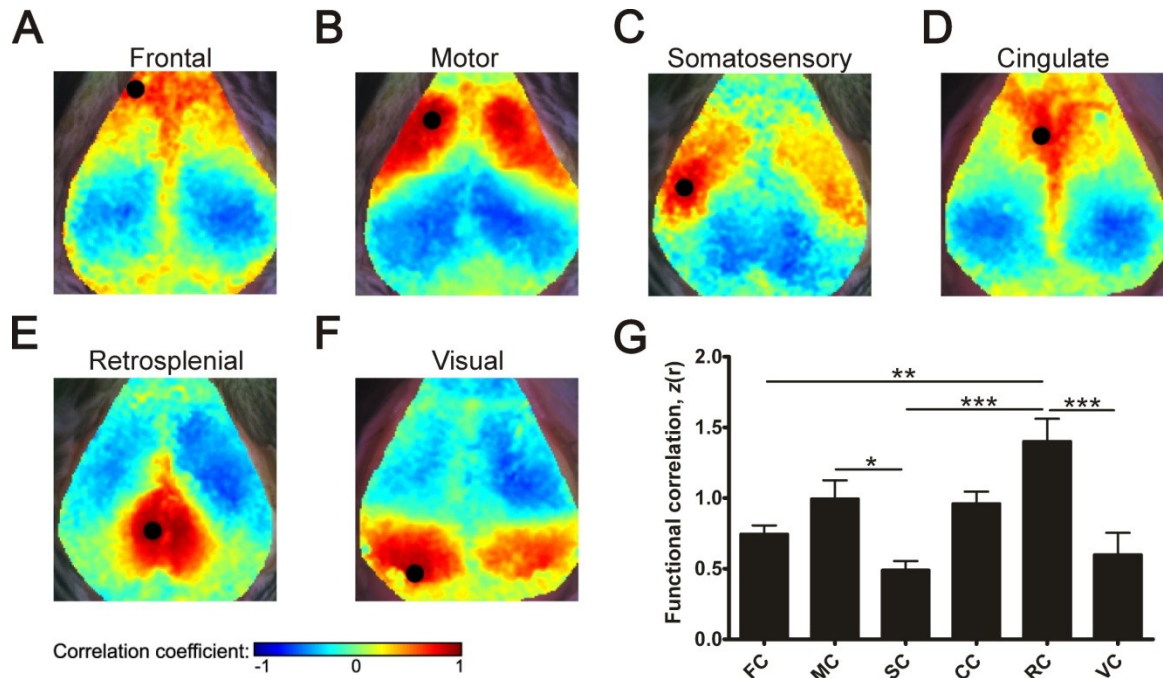 A
Frontal
B
Motor
C
Somatosensory
D
Cingulate
E
Retrosplenial
F
Visual
G
Functional correlation, z(r)
2.0
1.5
1.0
0.5
0.0
**
***
***
*
FC
MC
SC
CC
RC
VC
Correlation coefficient:
-1
0
1